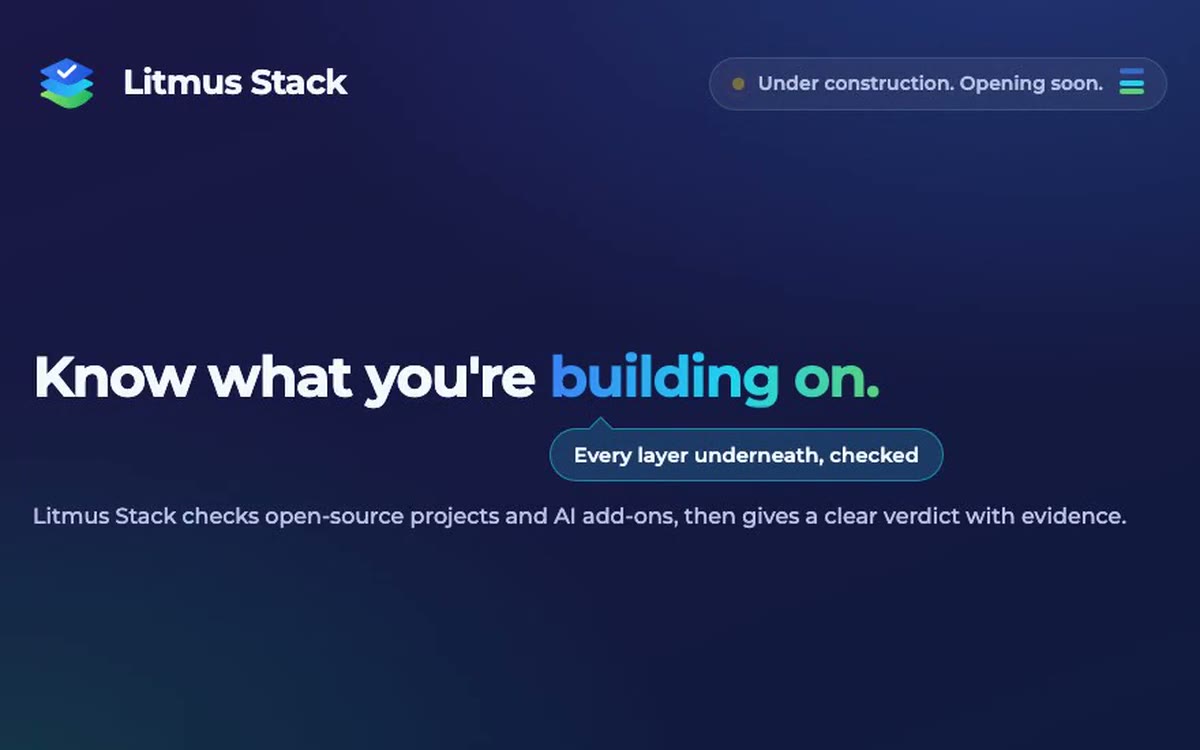 Litmus Stack
Under construction. Opening soon.
Know what you're building on.
Every layer underneath, checked
Litmus Stack checks open-source projects and AI add-ons, then gives a clear verdict with evidence.